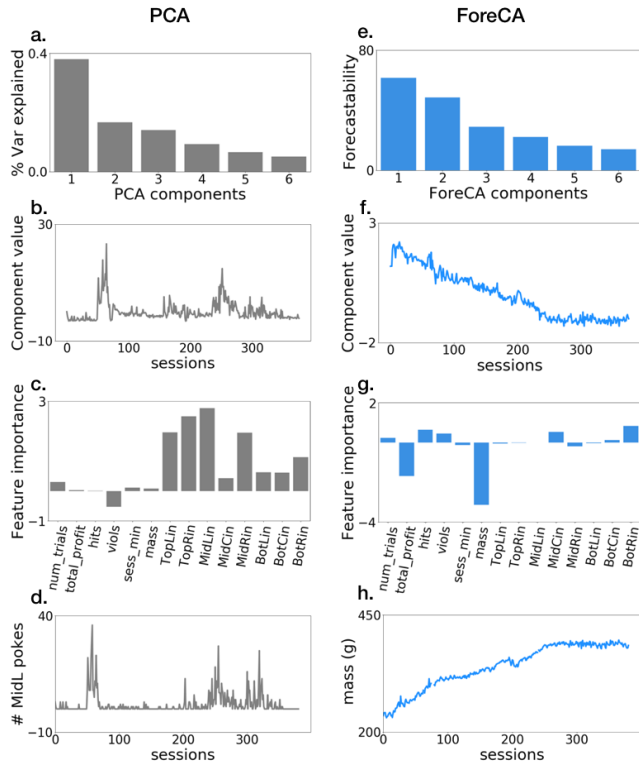 PCA
a.
0.4
% Var explained
0.0
1 2 3 4 5 6
PCA components
b.
30
Component value
−10
0 100 200 300
sessions
c.
3
Feature importance
-1
num_trials
total_profit
hits
viols
sess_min
mass
TopLin
TopRin
MidLin
MidCin
MidRin
BotLin
BotCin
BotRin
d.
40
# MidL pokes
−10
0 100 200 300
sessions
ForeCA
e.
80
Forecastability
0
1 2 3 4 5 6
ForeCA components
f.
3
Component value
−2
0 100 200 300
sessions
g.
2
Feature importance
−4
num_trials
total_profit
hits
viols
sess_min
mass
TopLin
TopRin
MidLin
MidCin
MidRin
BotLin
BotCin
BotRin
h.
450
mass (g)
200
0 100 200 300
sessions